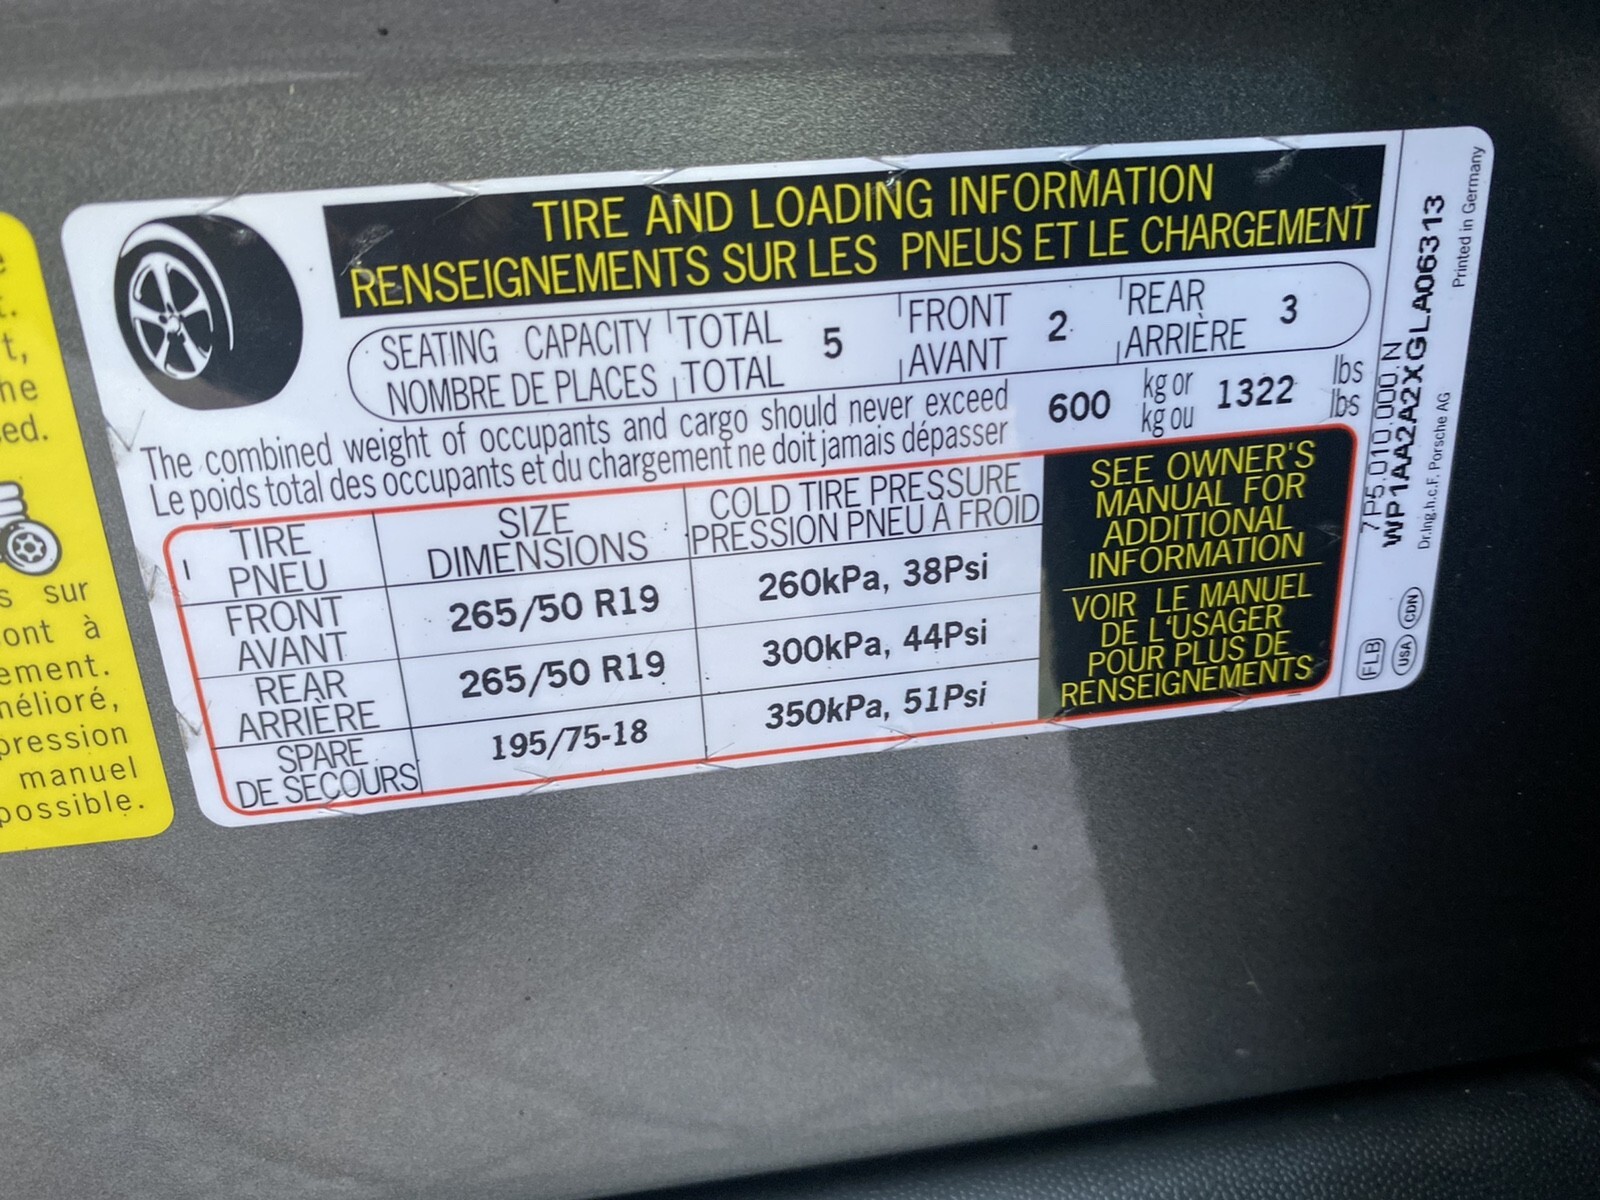 TIRE AND LOADING INFORMATION
RENSEIGNEMENTS SUR LES PNEUS ET LE CHARGEMENT
SEATING CAPACITY TOTAL 5 FRONT 2 REAR 3
NOMBRE DE PLACES TOTAL AVANT ARRIÈRE
The combined weight of occupants and cargo should never exceed 600 kg or 1322 lbs
Le poids total des occupants et du chargement ne doit jamais dépasser kg ou lbs
TIRE SIZE COLD TIRE PRESSURE
PNEU DIMENSIONS PRESSION PNEU A FROID
FRONT 265/50 R19 260kPa, 38Psi
AVANT
REAR 265/50 R19 300kPa, 44Psi
ARRIÈRE
SPARE 195/75-18 350kPa, 51Psi
DE SECOURS
SEE OWNER'S
MANUAL FOR
ADDITIONAL
INFORMATION
VOIR LE MANUEL
DE L'USAGER
POUR PLUS DE
RENSEIGNEMENTS
7P5.010.000.N
WP1AA2A2XGLA06313
Dr.Ing.h.c.F. Porsche AG
Printed in Germany
FLB
USA
CDN
sur
ont à
ement.
mélioré,
pression
manuel
possible.